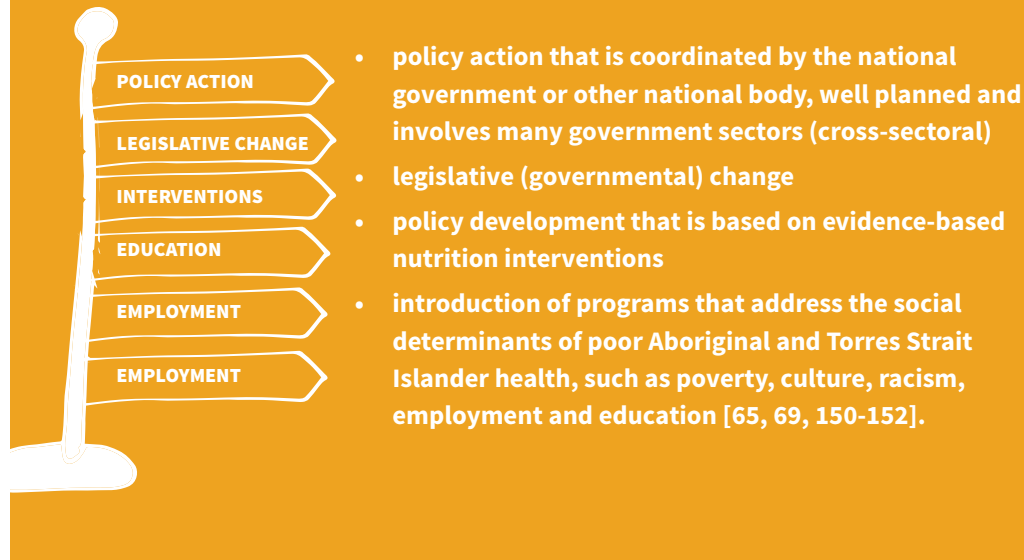 POLICY ACTION
LEGISLATIVE CHANGE
INTERVENTIONS
EDUCATION
EMPLOYMENT
EMPLOYMENT
• policy action that is coordinated by the national
government or other national body, well planned and
involves many government sectors (cross-sectoral)
• legislative (governmental) change
• policy development that is based on evidence-based
nutrition interventions
• introduction of programs that address the social
determinants of poor Aboriginal and Torres Strait
Islander health, such as poverty, culture, racism,
employment and education [65, 69, 150-152].